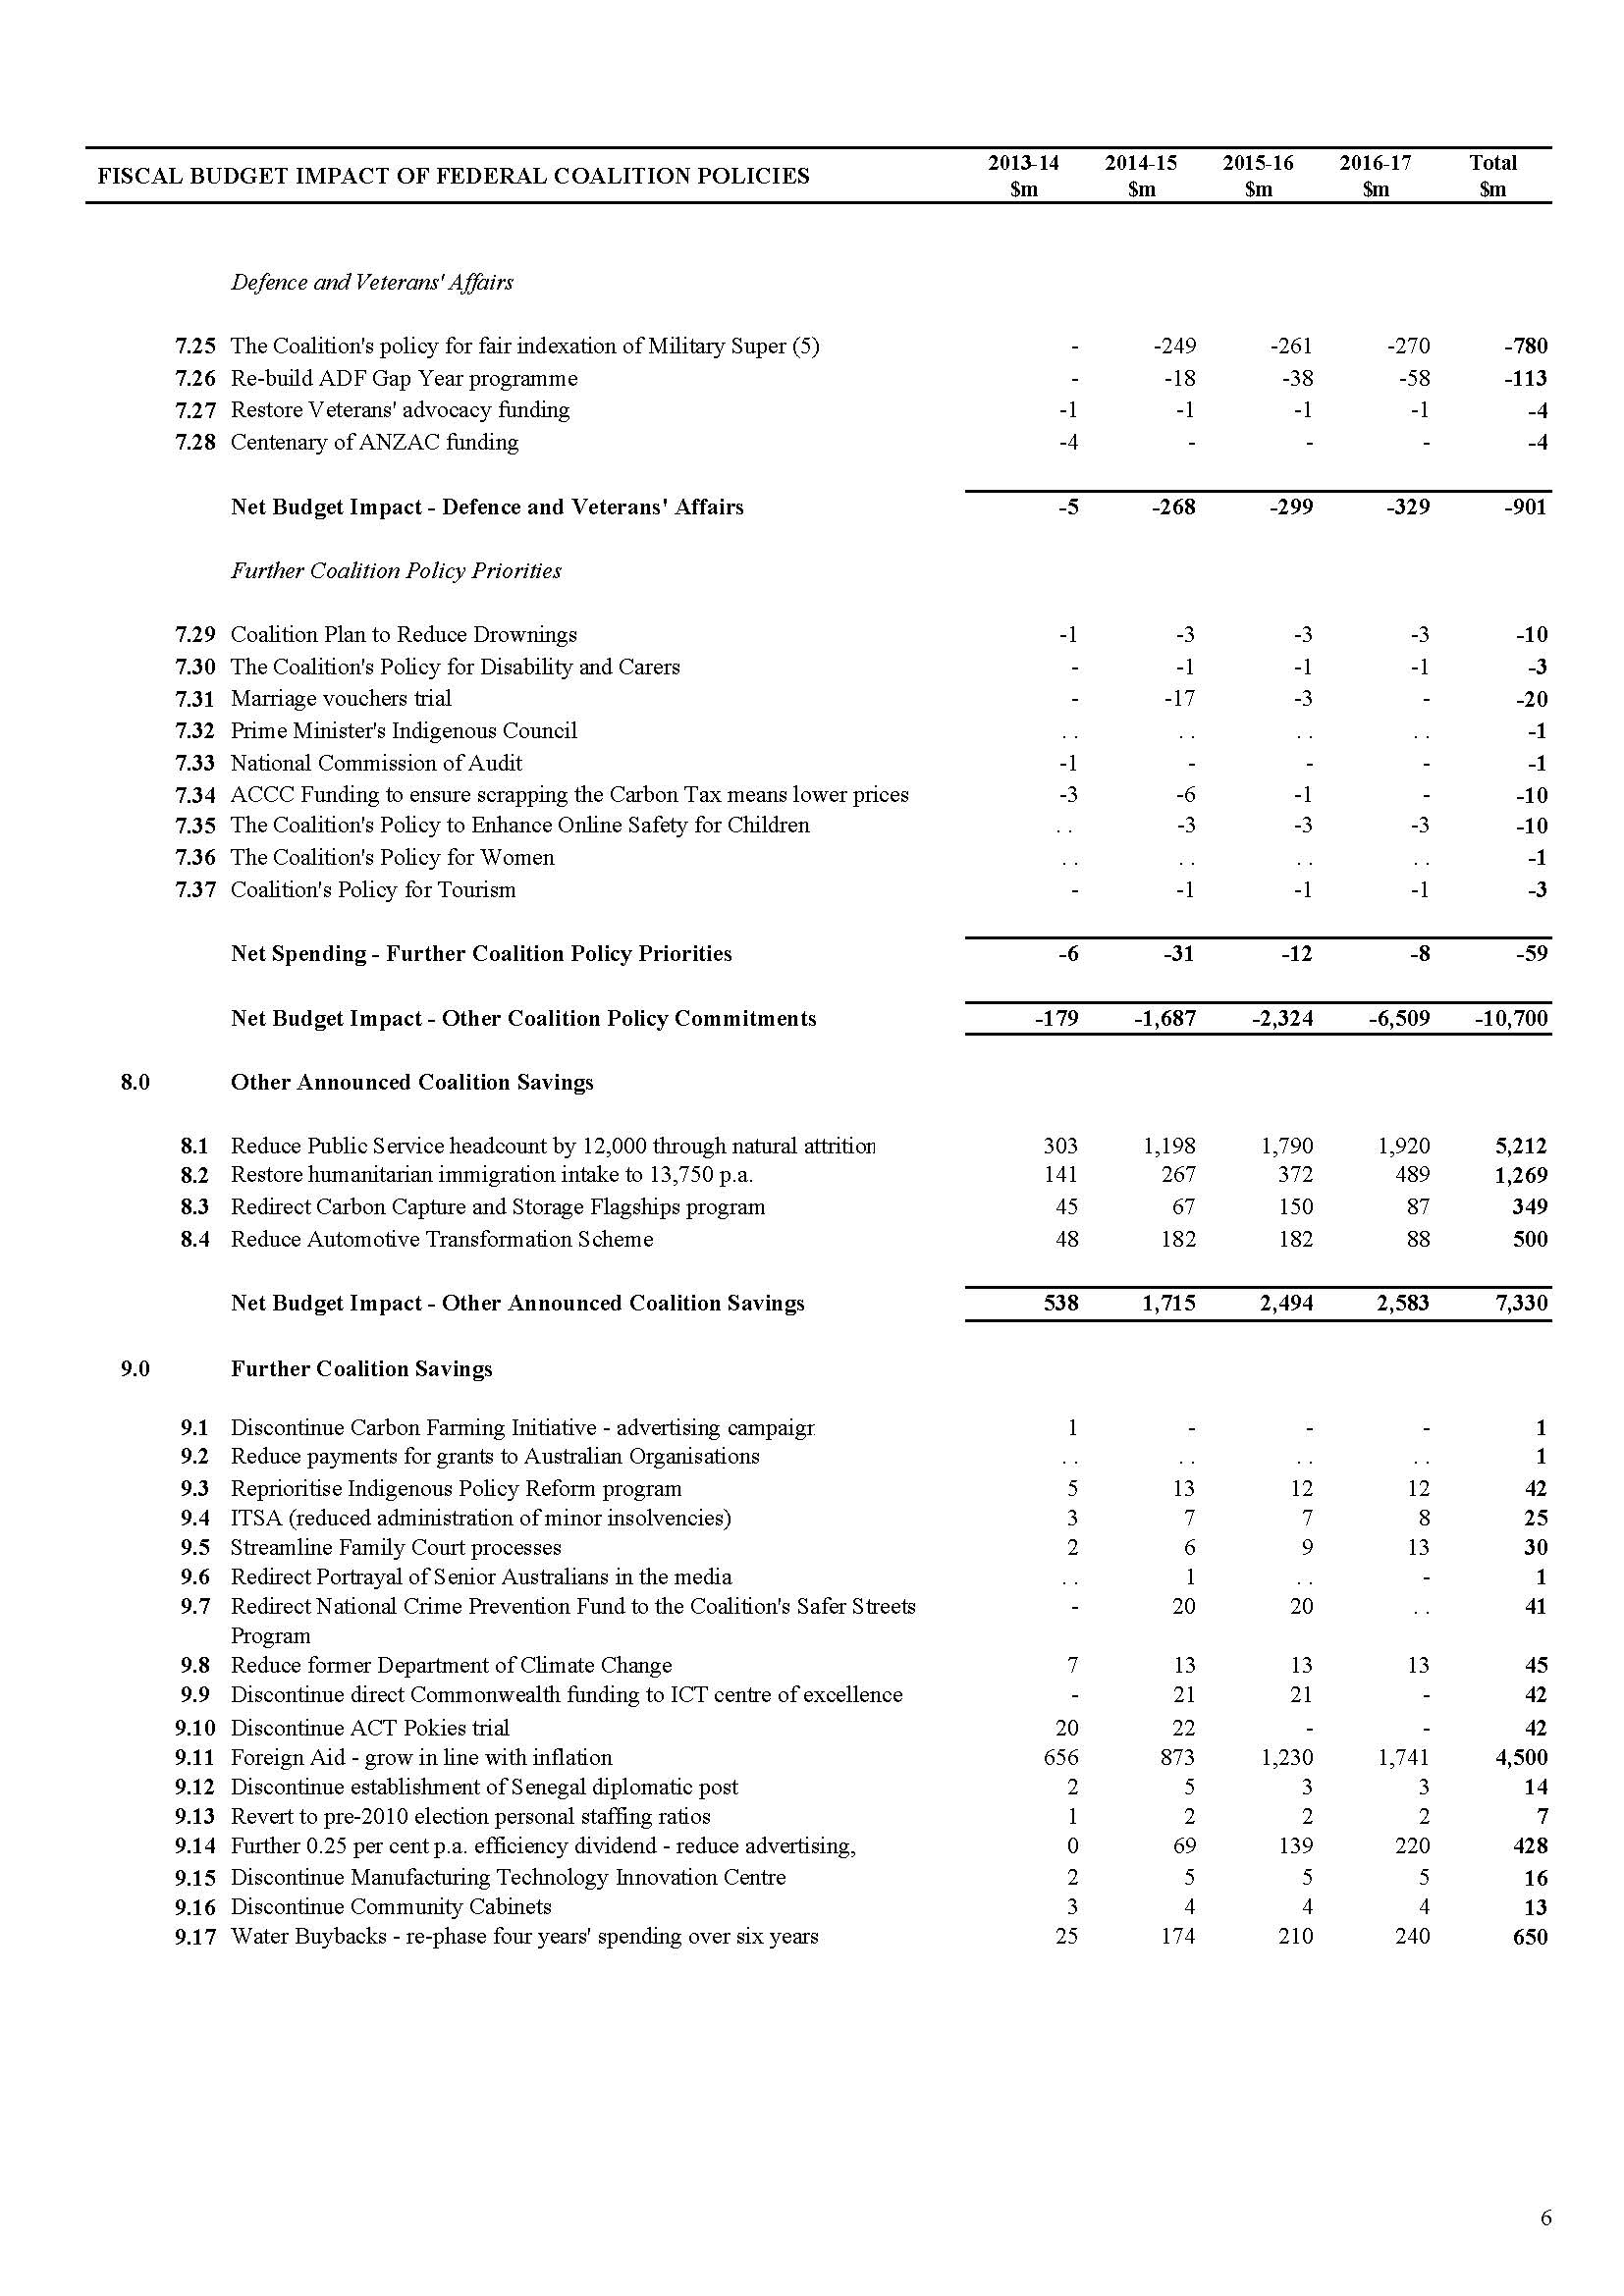 FISCAL BUDGET IMPACT OF FEDERAL COALITION POLICIES 2013-14 2014-15 2015-16 2016-17 Total
$m $m $m $m $m
Defence and Veterans' Affairs
7.25 The Coalition's policy for fair indexation of Military Super (5) - -249 -261 -270 -780
7.26 Re-build ADF Gap Year programme - -18 -38 -58 -113
7.27 Restore Veterans' advocacy funding -1 -1 -1 -1 -4
7.28 Centenary of ANZAC funding -4 - - - -4
Net Budget Impact - Defence and Veterans' Affairs -5 -268 -299 -329 -901
Further Coalition Policy Priorities
7.29 Coalition Plan to Reduce Drownings -1 -3 -3 -3 -10
7.30 The Coalition's Policy for Disability and Carers - -1 -1 -1 -3
7.31 Marriage vouchers trial - -17 -3 - -20
7.32 Prime Minister's Indigenous Council . . . . . . . . -1
7.33 National Commission of Audit -1 - - - -1
7.34 ACCC Funding to ensure scrapping the Carbon Tax means lower prices -3 -6 -1 - -10
7.35 The Coalition's Policy to Enhance Online Safety for Children . . -3 -3 -3 -10
7.36 The Coalition's Policy for Women . . . . . . . . -1
7.37 Coalition's Policy for Tourism - -1 -1 -1 -3
Net Spending - Further Coalition Policy Priorities -6 -31 -12 -8 -59
Net Budget Impact - Other Coalition Policy Commitments -179 -1,687 -2,324 -6,509 -10,700
8.0 Other Announced Coalition Savings
8.1 Reduce Public Service headcount by 12,000 through natural attrition 303 1,198 1,790 1,920 5,212
8.2 Restore humanitarian immigration intake to 13,750 p.a. 141 267 372 489 1,269
8.3 Redirect Carbon Capture and Storage Flagships program 45 67 150 87 349
8.4 Reduce Automotive Transformation Scheme 48 182 182 88 500
Net Budget Impact - Other Announced Coalition Savings 538 1,715 2,494 2,583 7,330
9.0 Further Coalition Savings
9.1 Discontinue Carbon Farming Initiative - advertising campaign 1 - - - 1
9.2 Reduce payments for grants to Australian Organisations . . . . . . . . 1
9.3 Reprioritise Indigenous Policy Reform program 5 13 12 12 42
9.4 ITSA (reduced administration of minor insolvencies) 3 7 7 8 25
9.5 Streamline Family Court processes 2 6 9 13 30
9.6 Redirect Portrayal of Senior Australians in the media . . 1 . . - 1
9.7 Redirect National Crime Prevention Fund to the Coalition's Safer Streets - 20 20 . . 41
Program
9.8 Reduce former Department of Climate Change 7 13 13 13 45
9.9 Discontinue direct Commonwealth funding to ICT centre of excellence - 21 21 - 42
9.10 Discontinue ACT Pokies trial 20 22 - - 42
9.11 Foreign Aid - grow in line with inflation 656 873 1,230 1,741 4,500
9.12 Discontinue establishment of Senegal diplomatic post 2 5 3 3 14
9.13 Revert to pre-2010 election personal staffing ratios 1 2 2 2 7
9.14 Further 0.25 per cent p.a. efficiency dividend - reduce advertising, 0 69 139 220 428
9.15 Discontinue Manufacturing Technology Innovation Centre 2 5 5 5 16
9.16 Discontinue Community Cabinets 3 4 4 4 13
9.17 Water Buybacks - re-phase four years' spending over six years 25 174 210 240 650
6